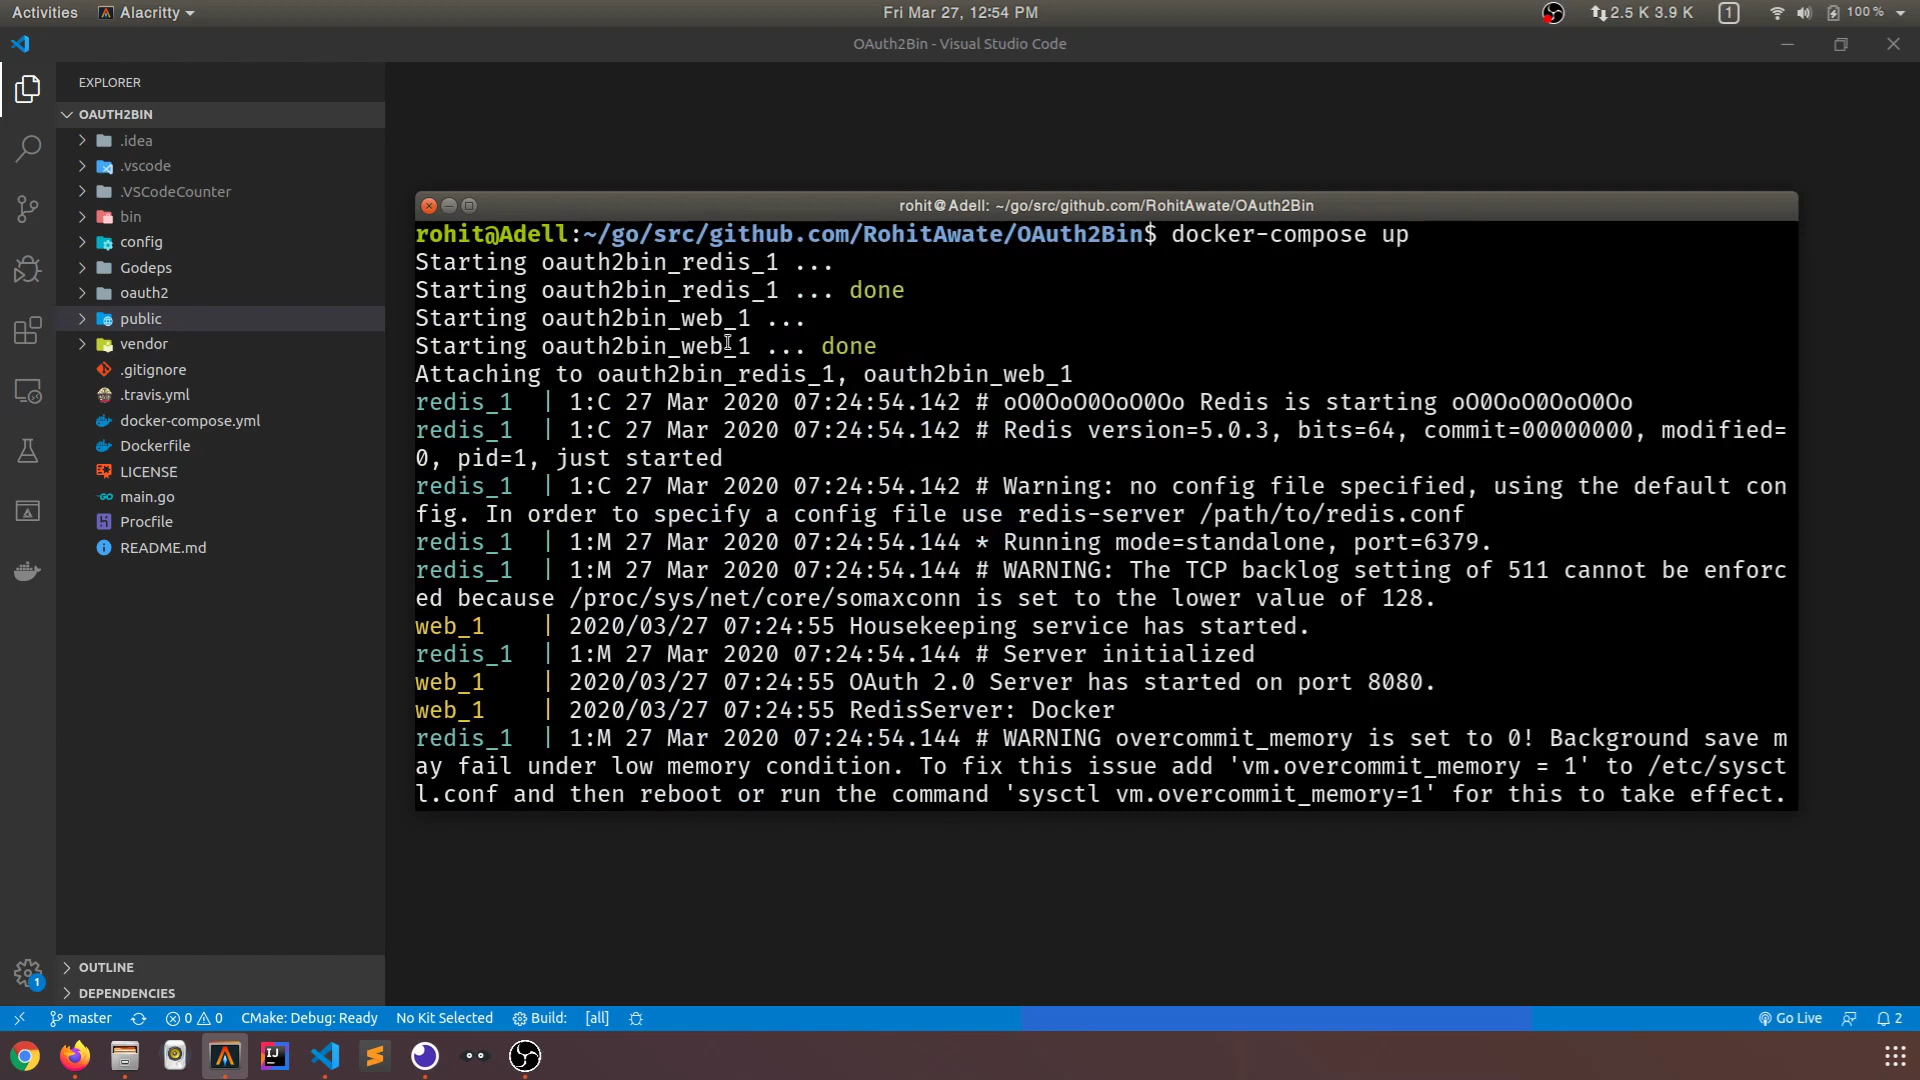 Activities
Alacritty
Fri Mar 27, 12:54 PM
2.5 K 3.9 K
1
100 %
OAuth2Bin - Visual Studio Code
EXPLORER
OAUTH2BIN
.idea
.vscode
.VSCodeCounter
bin
config
Godeps
oauth2
public
vendor
.gitignore
.travis.yml
docker-compose.yml
Dockerfile
LICENSE
main.go
Procfile
README.md
OUTLINE
DEPENDENCIES
rohit@Adell: ~/go/src/github.com/RohitAwate/OAuth2Bin
rohit@Adell:~/go/src/github.com/RohitAwate/OAuth2Bin$ docker-compose up
Starting oauth2bin_redis_1 ...
Starting oauth2bin_redis_1 ... done
Starting oauth2bin_web_1 ...
Starting oauth2bin_web_1 ... done
Attaching to oauth2bin_redis_1, oauth2bin_web_1
redis_1 | 1:C 27 Mar 2020 07:24:54.142 # oO0OoO0OoO0Oo Redis is starting oO0OoO0OoO0Oo
redis_1 | 1:C 27 Mar 2020 07:24:54.142 # Redis version=5.0.3, bits=64, commit=00000000, modified=
0, pid=1, just started
redis_1 | 1:C 27 Mar 2020 07:24:54.142 # Warning: no config file specified, using the default con
fig. In order to specify a config file use redis-server /path/to/redis.conf
redis_1 | 1:M 27 Mar 2020 07:24:54.144 * Running mode=standalone, port=6379.
redis_1 | 1:M 27 Mar 2020 07:24:54.144 # WARNING: The TCP backlog setting of 511 cannot be enforc
ed because /proc/sys/net/core/somaxconn is set to the lower value of 128.
web_1 | 2020/03/27 07:24:55 Housekeeping service has started.
redis_1 | 1:M 27 Mar 2020 07:24:54.144 # Server initialized
web_1 | 2020/03/27 07:24:55 OAuth 2.0 Server has started on port 8080.
web_1 | 2020/03/27 07:24:55 RedisServer: Docker
redis_1 | 1:M 27 Mar 2020 07:24:54.144 # WARNING overcommit_memory is set to 0! Background save m
ay fail under low memory condition. To fix this issue add 'vm.overcommit_memory = 1' to /etc/sysct
l.conf and then reboot or run the command 'sysctl vm.overcommit_memory=1' for this to take effect.
1
master
0
0
CMake: Debug: Ready
No Kit Selected
Build:
[all]
Go Live
2
IJ